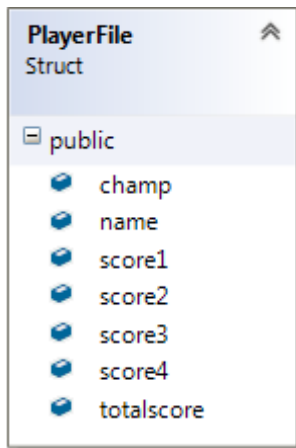 PlayerFile
Struct
public
champ
name
score1
score2
score3
score4
totalscore